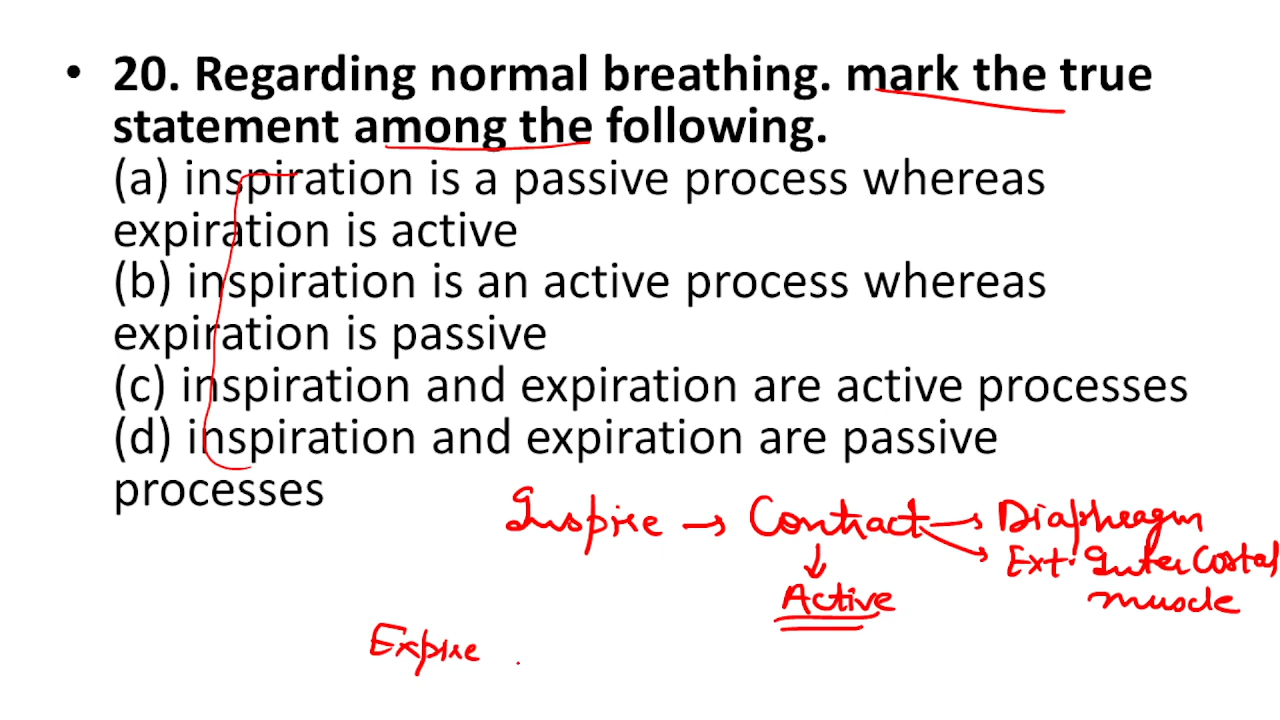 • 20. Regarding normal breathing. mark the true
statement among the following.
(a) inspiration is a passive process whereas
expiration is active
(b) inspiration is an active process whereas
expiration is passive
(c) inspiration and expiration are active processes
(d) inspiration and expiration are passive
processes
Inspire → Contract → Diaphragm
→ Ext. Inter Costal
muscle
↓
Active
Expire